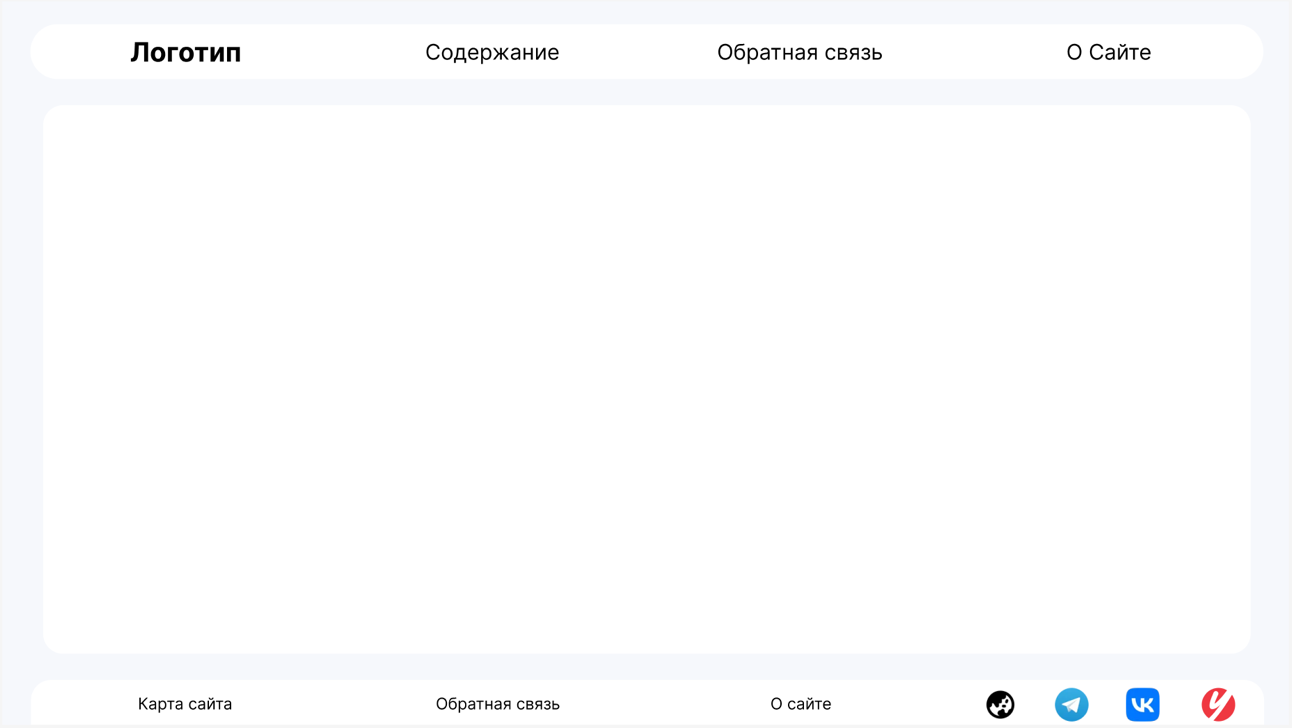 Логотип Содержание Обратная связь О Сайте
Карта сайта Обратная связь О сайте